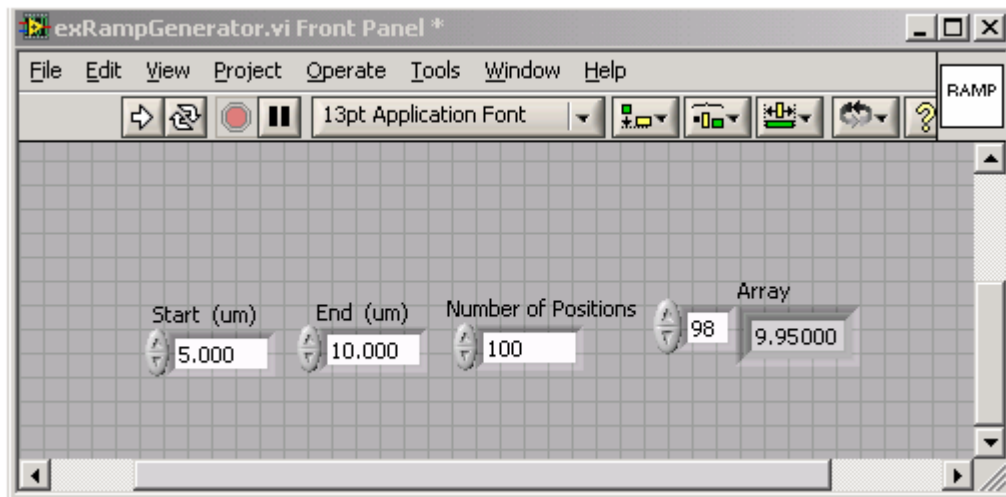 exRampGenerator.vi Front Panel *
File Edit View Project Operate Tools Window Help
RAMP
13pt Application Font
Array
Start (um) End (um) Number of Positions
5.000 10.000 100 98 9.95000